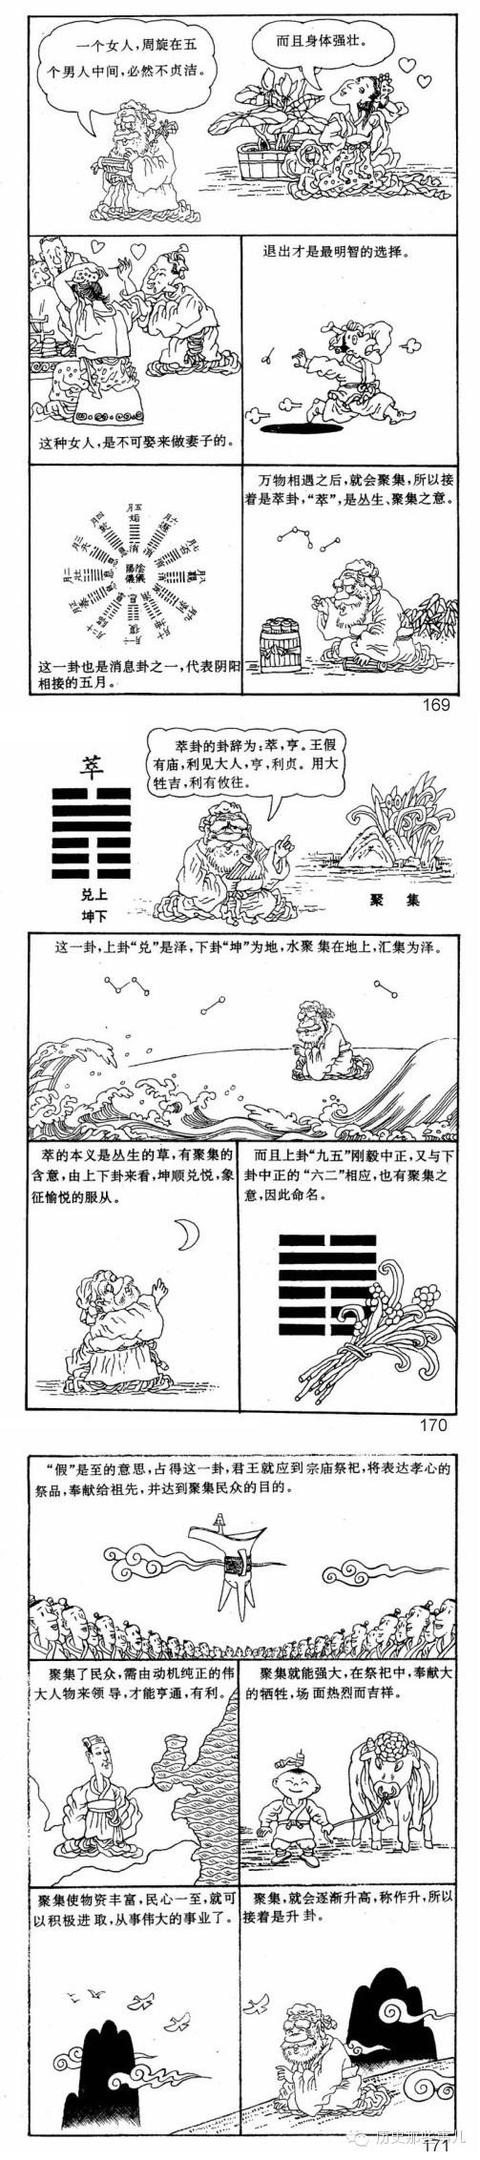 一个女人，周旋在五
个男人中间，必然不贞洁。
而且身体强壮。
这种女人，是不可娶来做妻子的。
退出才是最明智的选择。
这一卦也是消息卦之一，代表阴阳
相接的五月。
万物相遇之后，就会聚集，所以接
着是萃卦，“萃”，是丛生、聚集之意。
169
萃
兑上
坤下
萃卦的卦辞为：萃，亨。王假
有庙，利见大人，亨，利贞。用大
牲吉，利有攸往。
聚 集
这一卦，上卦“兑”是泽，下卦“坤”为地，水聚集在地上，汇集为泽。
萃的本义是丛生的草，有聚集的
含意，由上下卦来看，坤顺兑悦，象
征愉悦的服从。
而且上卦“九五”刚毅中正，又与下
卦中正的“六二”相应，也有聚集之
意，因此命名。
170
“假”是至的意思，占得这一卦，君王就应到宗庙祭祀，将表达孝心的
祭品，奉献给祖先，并达到聚集民众的目的。
聚集了民众，需由动机纯正的伟
大人物来领导，才能亨通，有利。
聚集就能强大，在祭祀中，奉献大
的牺牲，场面热烈而吉祥。
聚集使物资丰富，民心一至，就可
以积极进取，从事伟大的事业了。
聚集，就会逐渐升高，称作升，所以
接着是升卦。
历史那些事儿
171